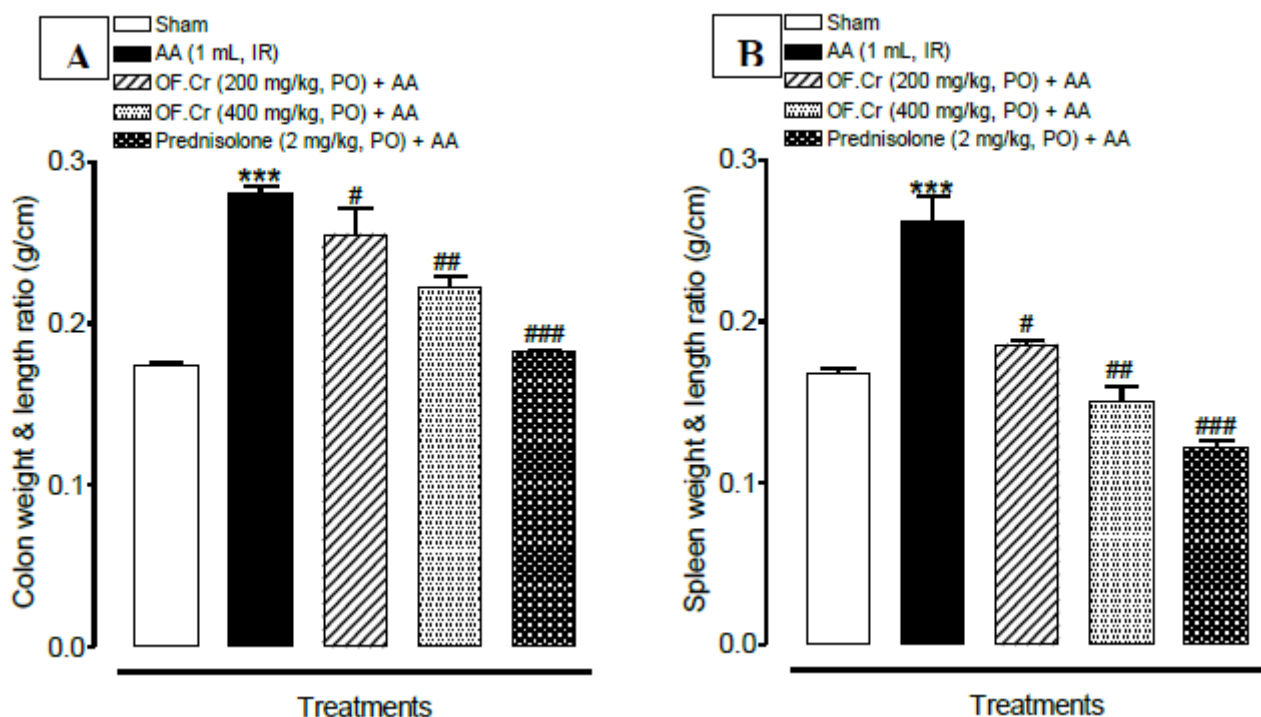 A
Sham
AA (1 mL, IR)
OF.Cr (200 mg/kg, PO) + AA
OF.Cr (400 mg/kg, PO) + AA
Prednisolone (2 mg/kg, PO) + AA
Colon weight & length ratio (g/cm)
0.3
0.2
0.1
0.0
***
#
##
###
Treatments
B
Sham
AA (1 mL, IR)
OF.Cr (200 mg/kg, PO) + AA
OF.Cr (400 mg/kg, PO) + AA
Prednisolone (2 mg/kg, PO) + AA
Spleen weight & length ratio (g/cm)
0.3
0.2
0.1
0.0
***
#
##
###
Treatments